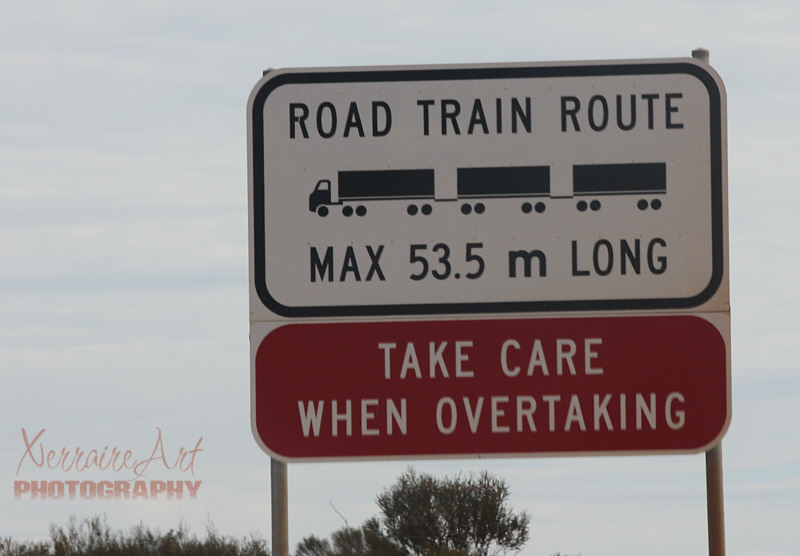 ROAD TRAIN ROUTE
MAX 53.5 m LONG
TAKE CARE
WHEN OVERTAKING
XerraireArt
PHOTOGRAPHY